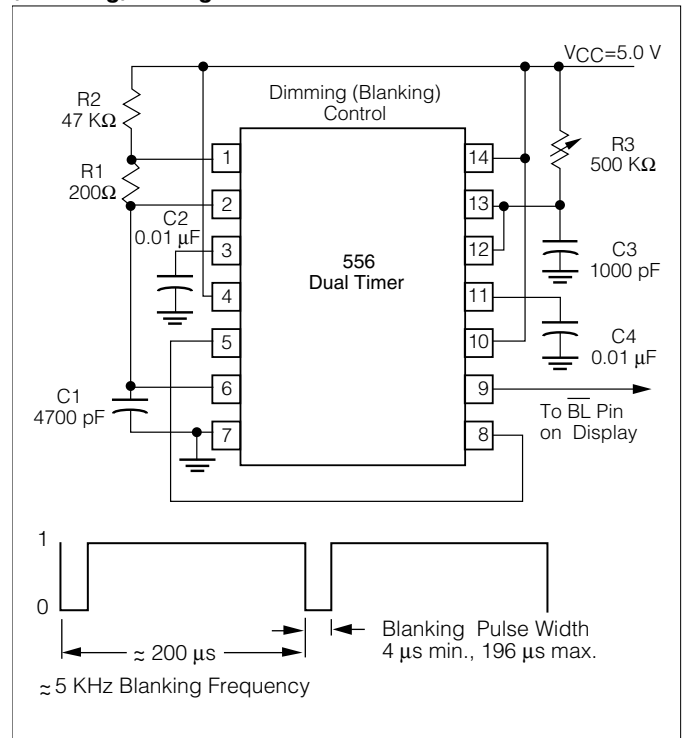 VCC=5.0 V
Dimming (Blanking)
Control
R2
47 KΩ
R1
200Ω
C2
0.01 µF
C1
4700 pF
1
2
3
4
5
6
7
556
Dual Timer
14
13
12
11
10
9
8
R3
500 KΩ
C3
1000 pF
C4
0.01 µF
To B̅L̅ Pin
on Display
1
0
≈ 200 µs
Blanking Pulse Width
4 µs min., 196 µs max.
≈5 KHz Blanking Frequency